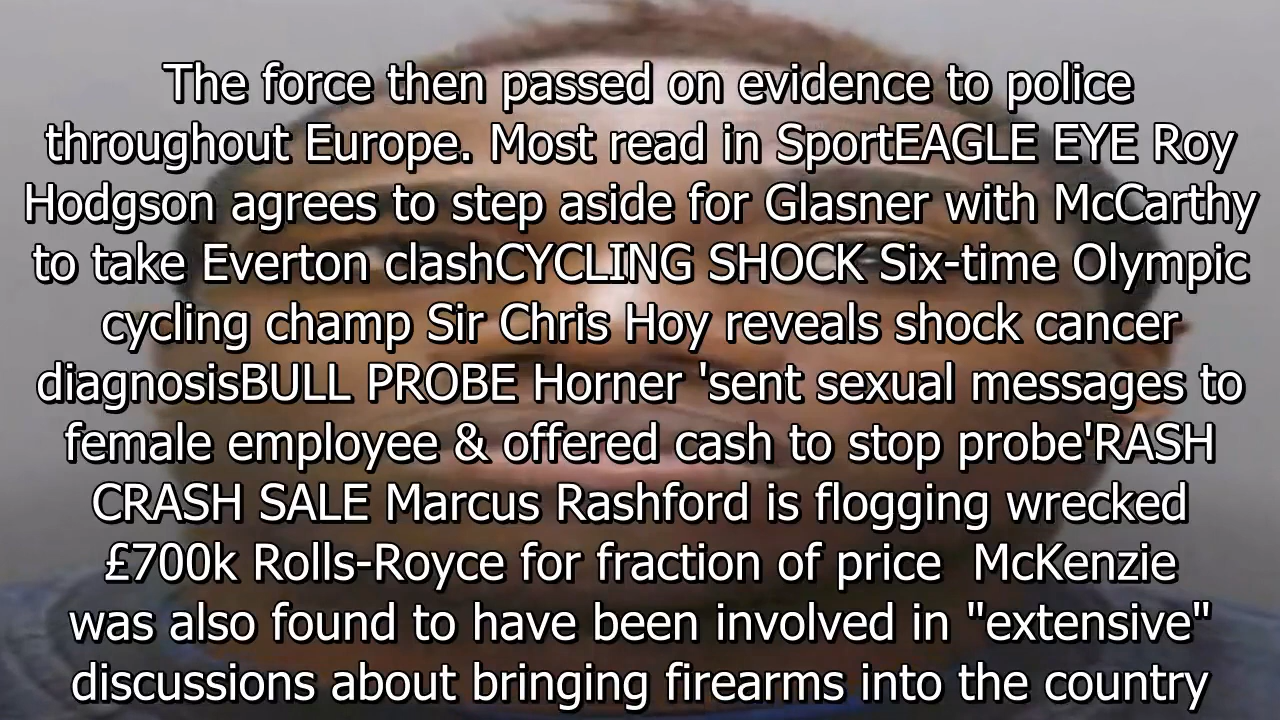 The force then passed on evidence to police
throughout Europe. Most read in SportEAGLE EYE Roy
Hodgson agrees to step aside for Glasner with McCarthy
to take Everton clashCYCLING SHOCK Six-time Olympic
cycling champ Sir Chris Hoy reveals shock cancer
diagnosisBULL PROBE Horner 'sent sexual messages to
female employee & offered cash to stop probe'RASH
CRASH SALE Marcus Rashford is flogging wrecked
£700k Rolls-Royce for fraction of price  McKenzie
was also found to have been involved in "extensive"
discussions about bringing firearms into the country